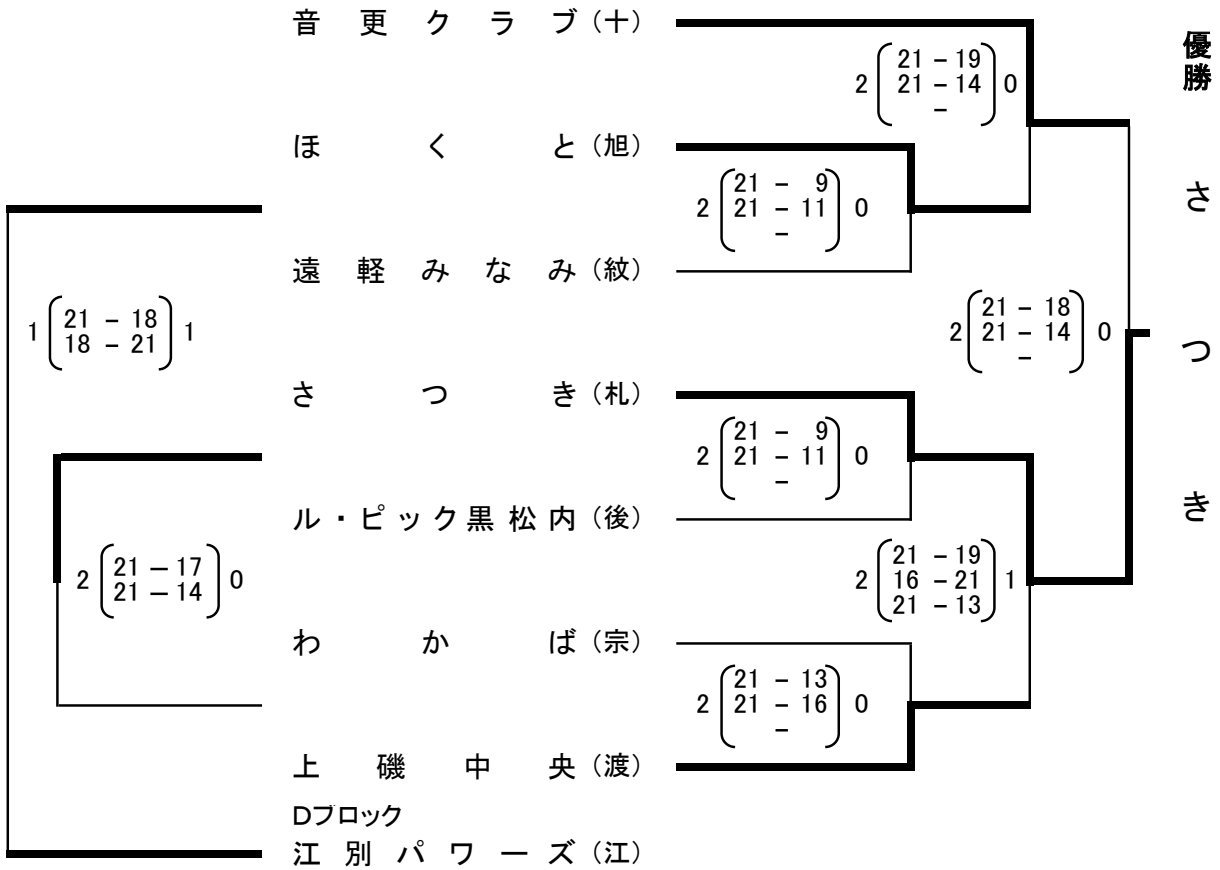 音更クラブ（十）
優勝
さつき
2 21 － 19 0
21 － 14
－
ほくと（旭）
2 21 － 9 0
21 － 11
－
遠軽みなみ（紋）
1 21 － 18 1
18 － 21
2 21 － 18 0
21 － 14
－
さつき（札）
2 21 － 9 0
21 － 11
－
ル・ピック黒松内（後）
2 21 － 17 0
21 － 14
2 21 － 19 1
16 － 21
21 － 13
わかば（宗）
2 21 － 13 0
21 － 16
－
上磯中央（渡）
Dブロック
江別パワーズ（江）